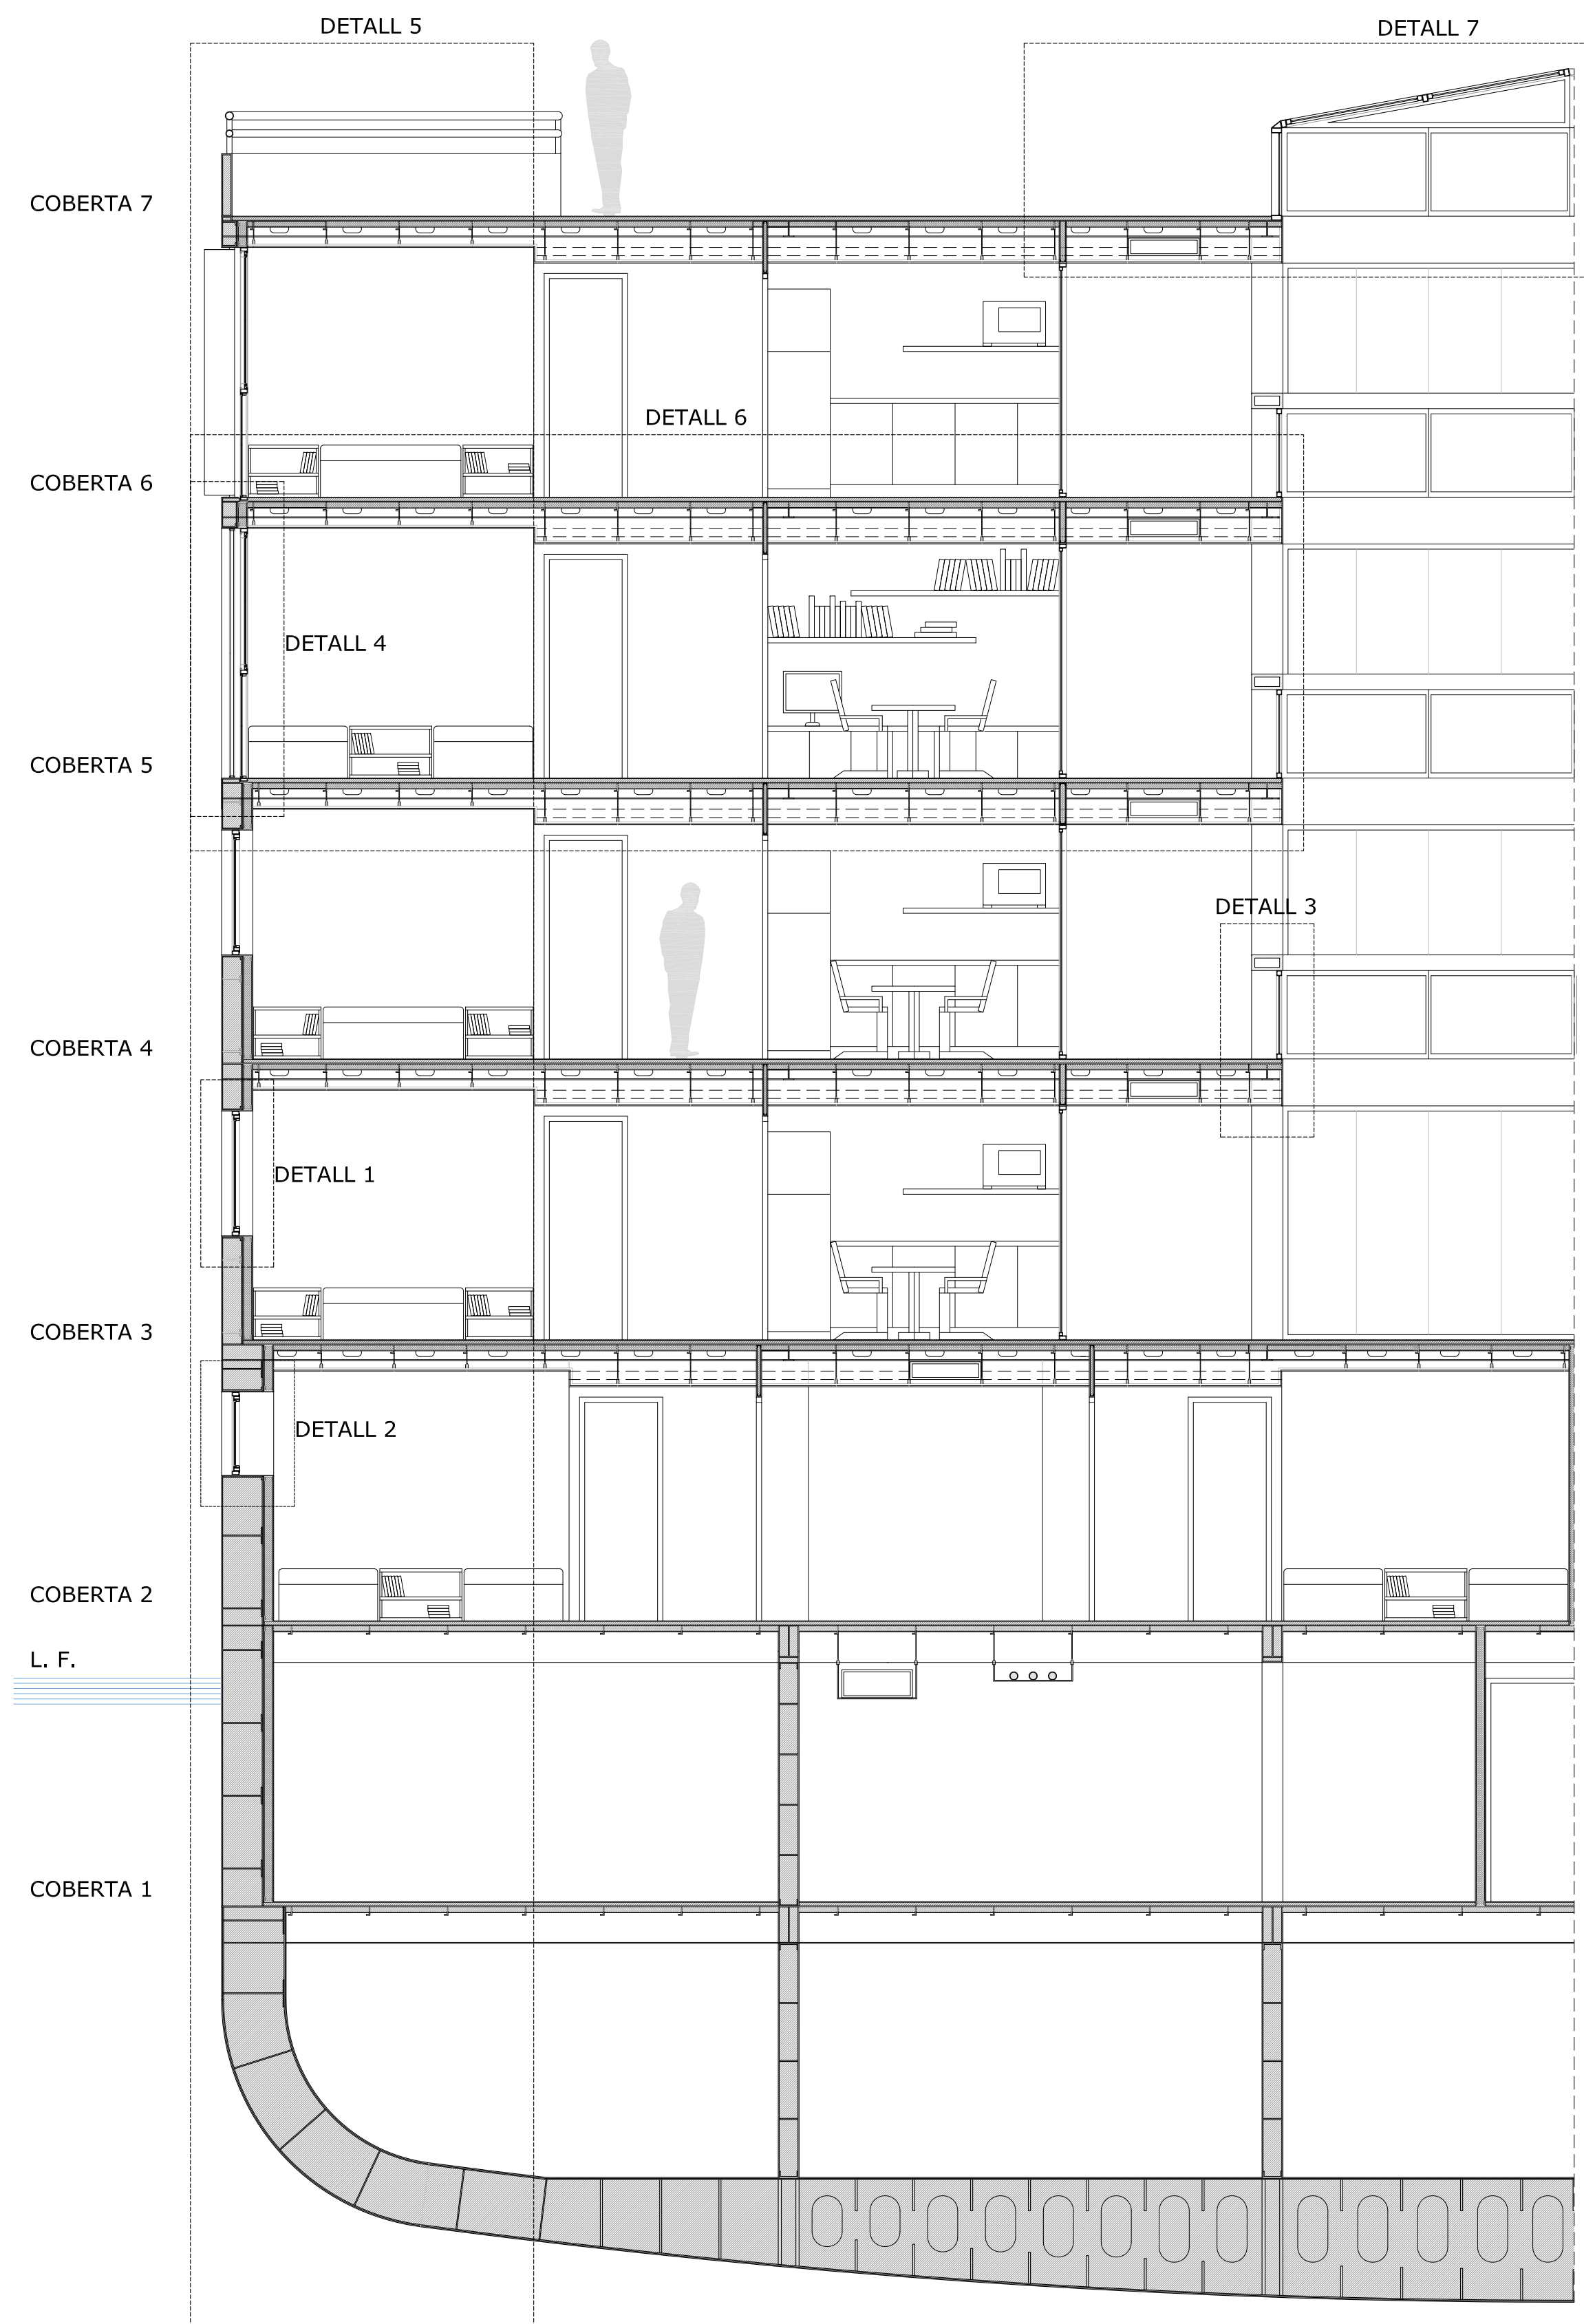 DETALL 5
DETALL 7
COBERTA 7
DETALL 6
COBERTA 6
DETALL 4
COBERTA 5
DETALL 3
COBERTA 4
DETALL 1
COBERTA 3
DETALL 2
COBERTA 2
L. F.
COBERTA 1